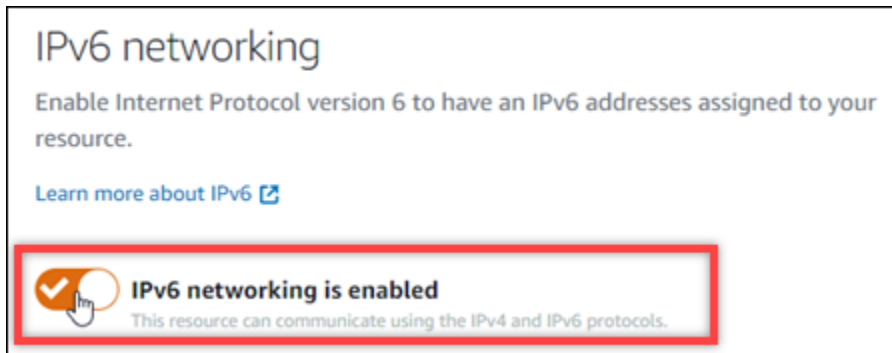 IPv6 networking
Enable Internet Protocol version 6 to have an IPv6 addresses assigned to your
resource.
Learn more about IPv6
IPv6 networking is enabled
This resource can communicate using the IPv4 and IPv6 protocols.